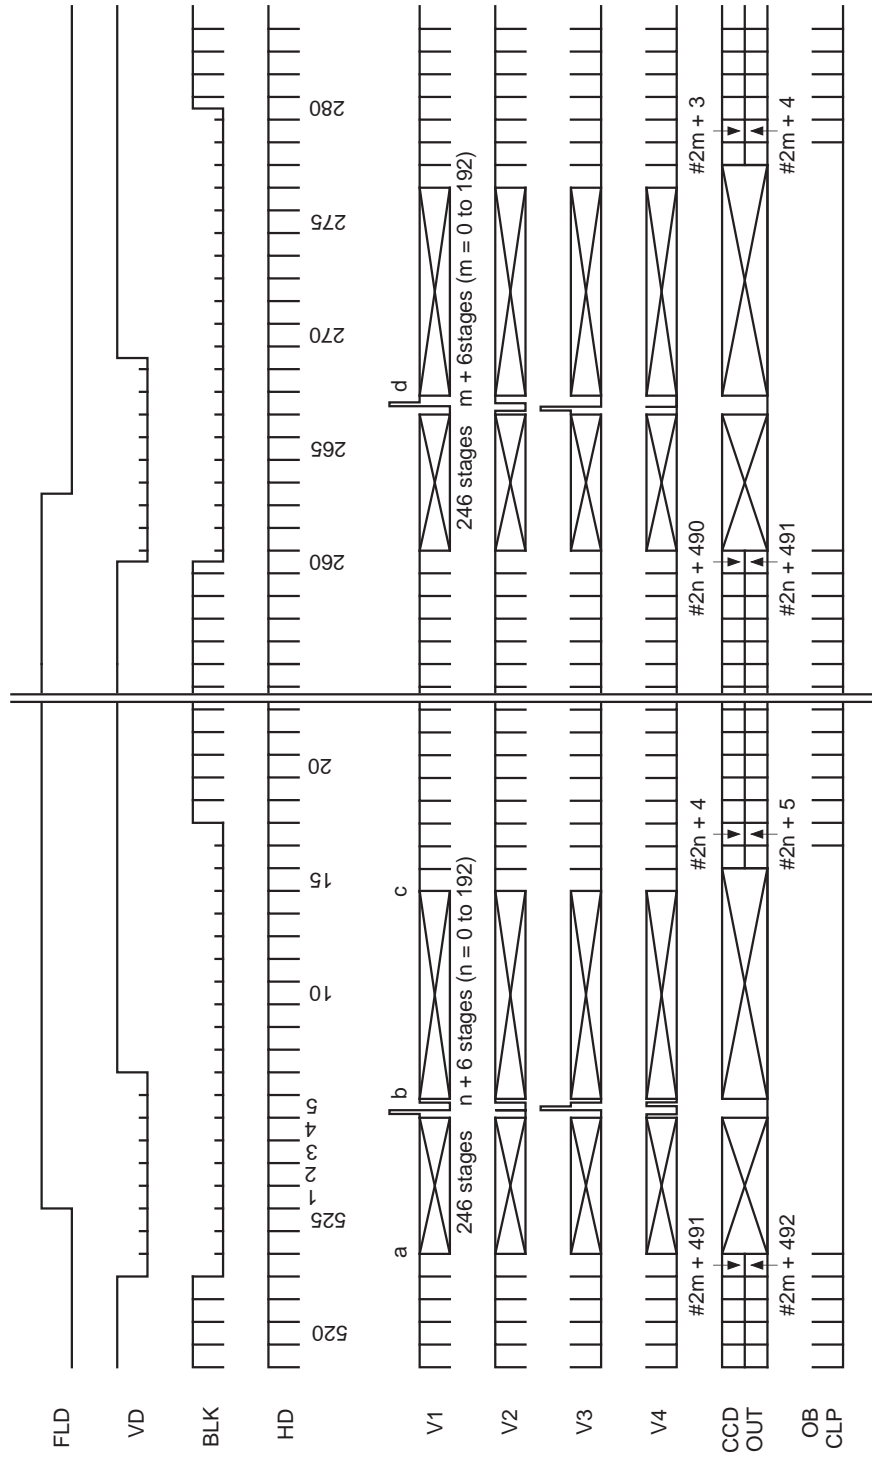 FLD
VD
BLK
HD
520
525
1
2
3
4
5
10
15
20
260
265
270
275
280
V1
a
b
c
d
246 stages
n + 6 stages (n = 0 to 192)
246 stages
m + 6stages (m = 0 to 192)
V2
V3
V4
CCD
OUT
#2m + 491
#2m + 492
#2n + 4
#2n + 5
#2n + 490
#2n + 491
#2m + 3
#2m + 4
OB
CLP